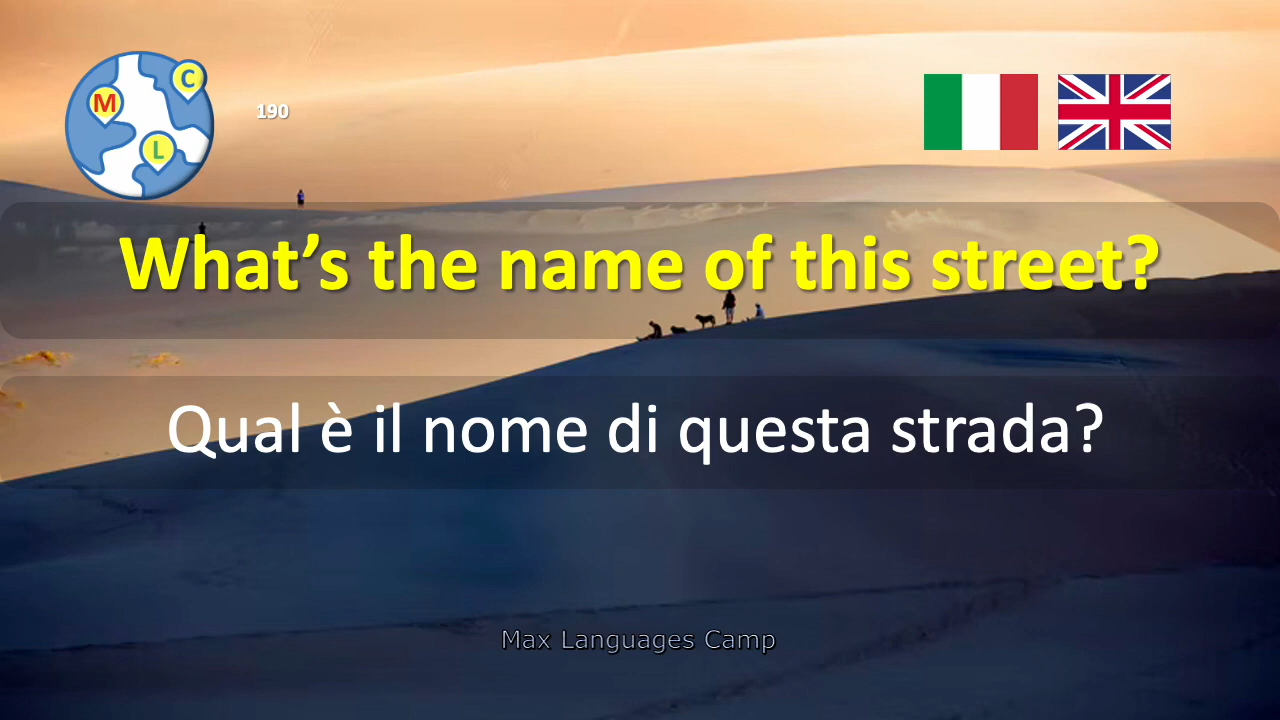 C
M
L
190
What's the name of this street?
Qual è il nome di questa strada?
Max Languages Camp